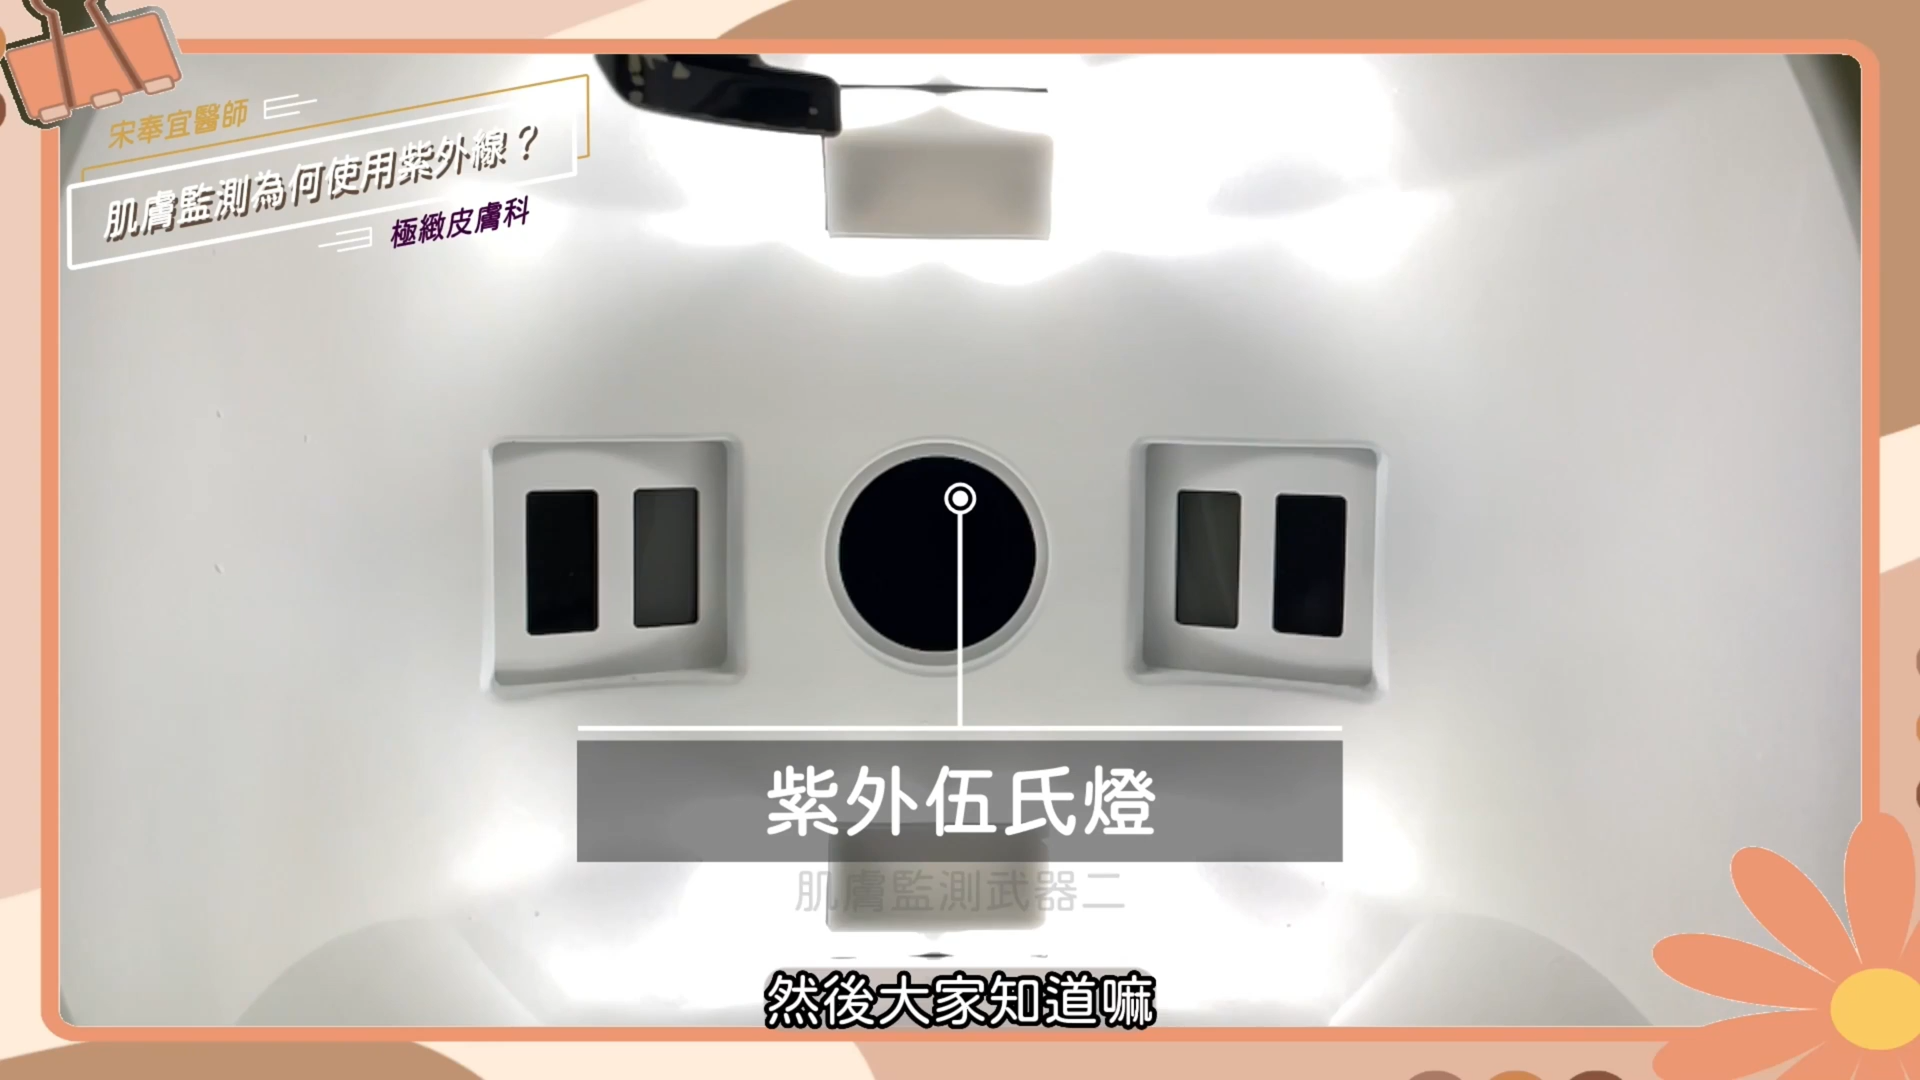 宋奉宜醫師
肌膚監測為何使用紫外線？
極緻皮膚科
紫外伍氏燈
肌膚監測武器二
然後大家知道嘛